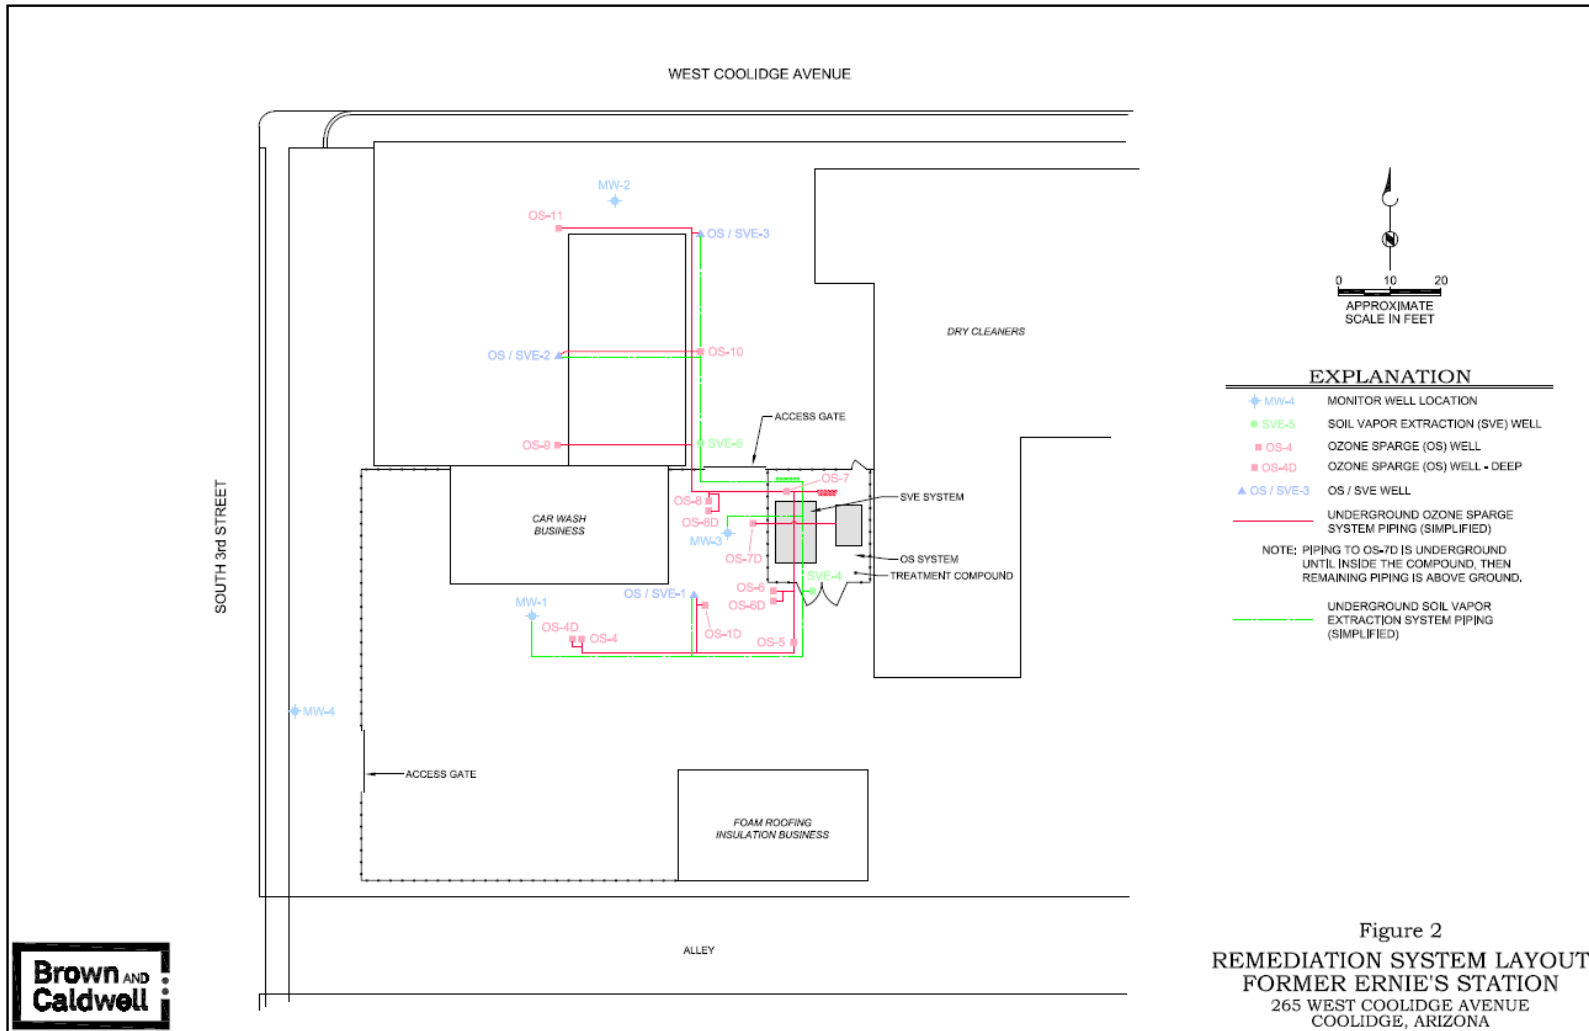 WEST COOLIDGE AVENUE
MW-2
OS-11
OS / SVE-3
DRY CLEANERS
OS / SVE-2
OS-10
ACCESS GATE
OS-9
SVE-5
OS-7
SVE SYSTEM
OS-8
OS-8D
CAR WASH
BUSINESS
MW-3
OS-7D
OS SYSTEM
TREATMENT COMPOUND
SVE-4
OS-6
OS-6D
OS / SVE-1
MW-1
OS-4D
OS-4
OS-1D
OS-5
SOUTH 3rd STREET
MW-4
ACCESS GATE
FOAM ROOFING
INSULATION BUSINESS
ALLEY
0 10 20
APPROXIMATE
SCALE IN FEET
EXPLANATION
MW-4 MONITOR WELL LOCATION
SVE-5 SOIL VAPOR EXTRACTION (SVE) WELL
OS-4 OZONE SPARGE (OS) WELL
OS-4D OZONE SPARGE (OS) WELL - DEEP
OS / SVE-3 OS / SVE WELL
UNDERGROUND OZONE SPARGE
SYSTEM PIPING (SIMPLIFIED)
NOTE: PIPING TO OS-7D IS UNDERGROUND
UNTIL INSIDE THE COMPOUND, THEN
REMAINING PIPING IS ABOVE GROUND.
UNDERGROUND SOIL VAPOR
EXTRACTION SYSTEM PIPING
(SIMPLIFIED)
Brown AND
Caldwell
Figure 2
REMEDIATION SYSTEM LAYOUT
FORMER ERNIE'S STATION
265 WEST COOLIDGE AVENUE
COOLIDGE, ARIZONA